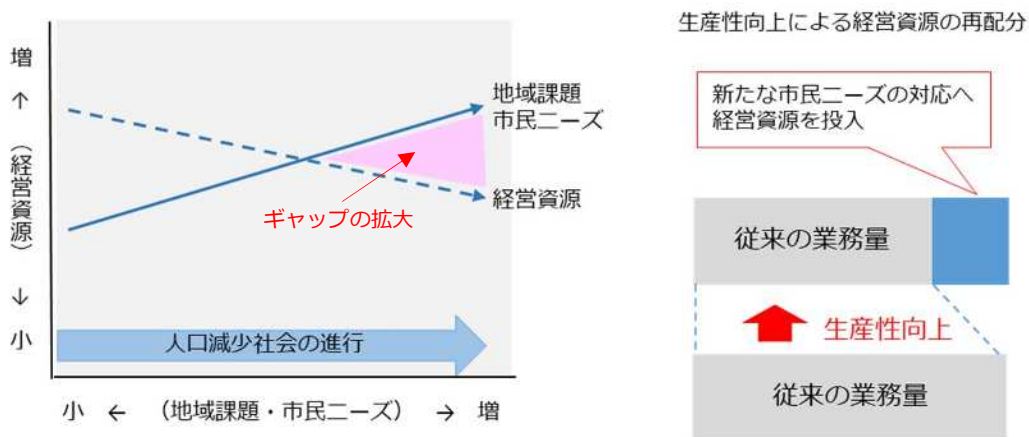 増
↑
（経営資源）
↓
小
地域課題
市民ニーズ
経営資源
ギャップの拡大
人口減少社会の進行
小 ← （地域課題・市民ニーズ） → 増
生産性向上による経営資源の再配分
新たな市民ニーズの対応へ
経営資源を投入
従来の業務量
生産性向上
従来の業務量